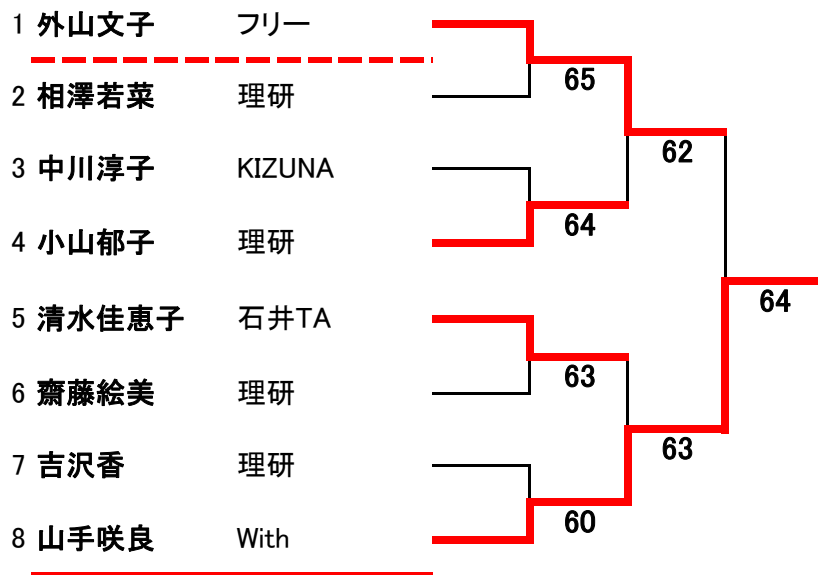 1 外山文子 フリー
65
2 相澤若菜 理研
62
3 中川淳子 KIZUNA
64
4 小山郁子 理研
64
5 清水佳恵子 石井TA
63
6 齋藤絵美 理研
63
7 吉沢香 理研
60
8 山手咲良 With